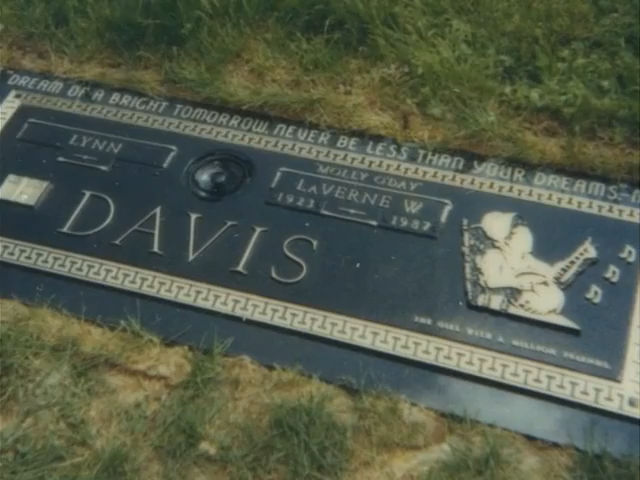 DREAM OF A BRIGHT TOMORROW, NEVER BE LESS THAN YOUR DREAMS.
LYNN
"MOLLY O'DAY"
LAVERNE W.
1923 1987
DAVIS
THE GIRL WITH A MILLION FRIENDS